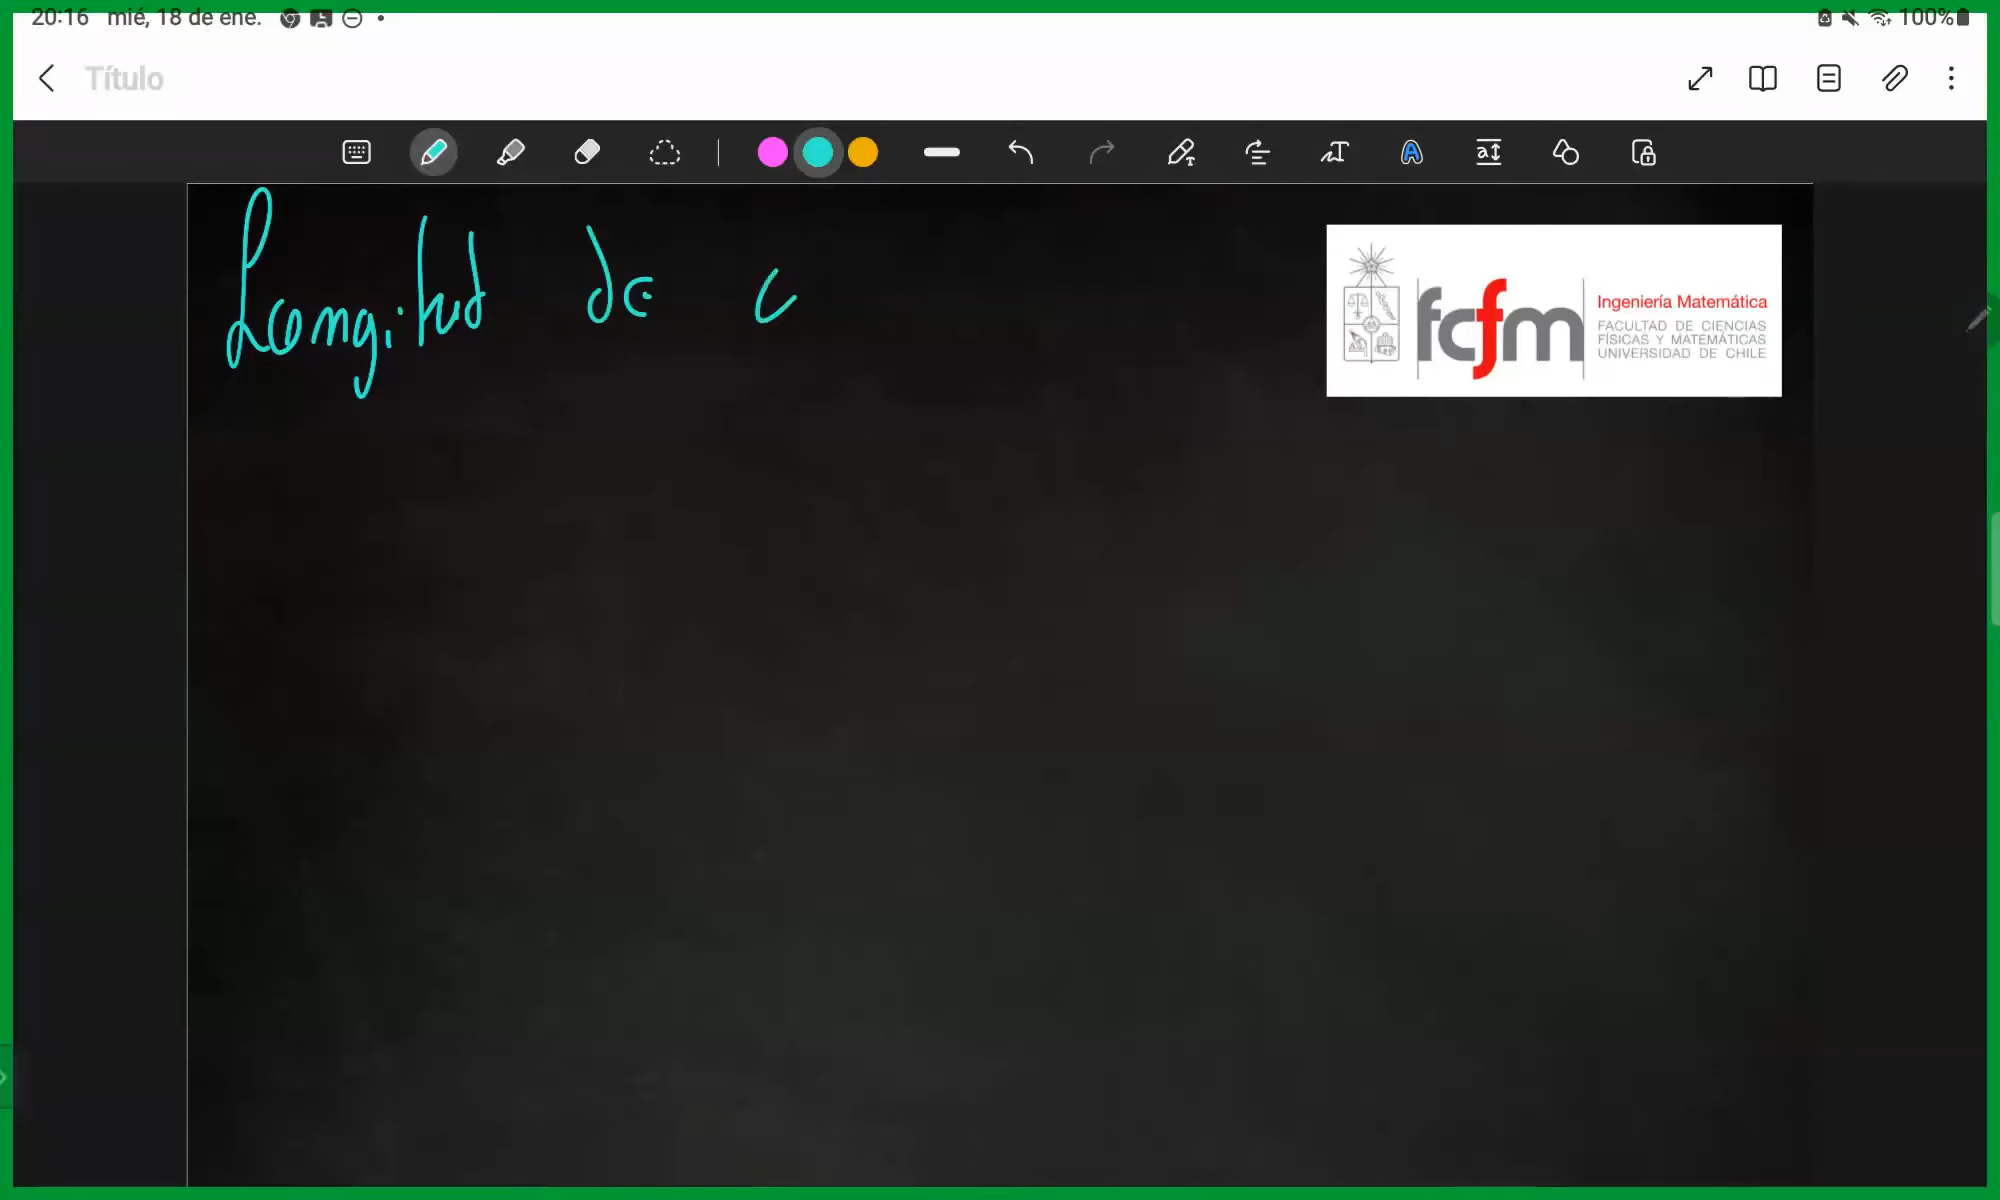 20:16 mié, 18 de ene.
100%
Título
Longitud de c
fcfm
Ingeniería Matemática
FACULTAD DE CIENCIAS
FÍSICAS Y MATEMÁTICAS
UNIVERSIDAD DE CHILE